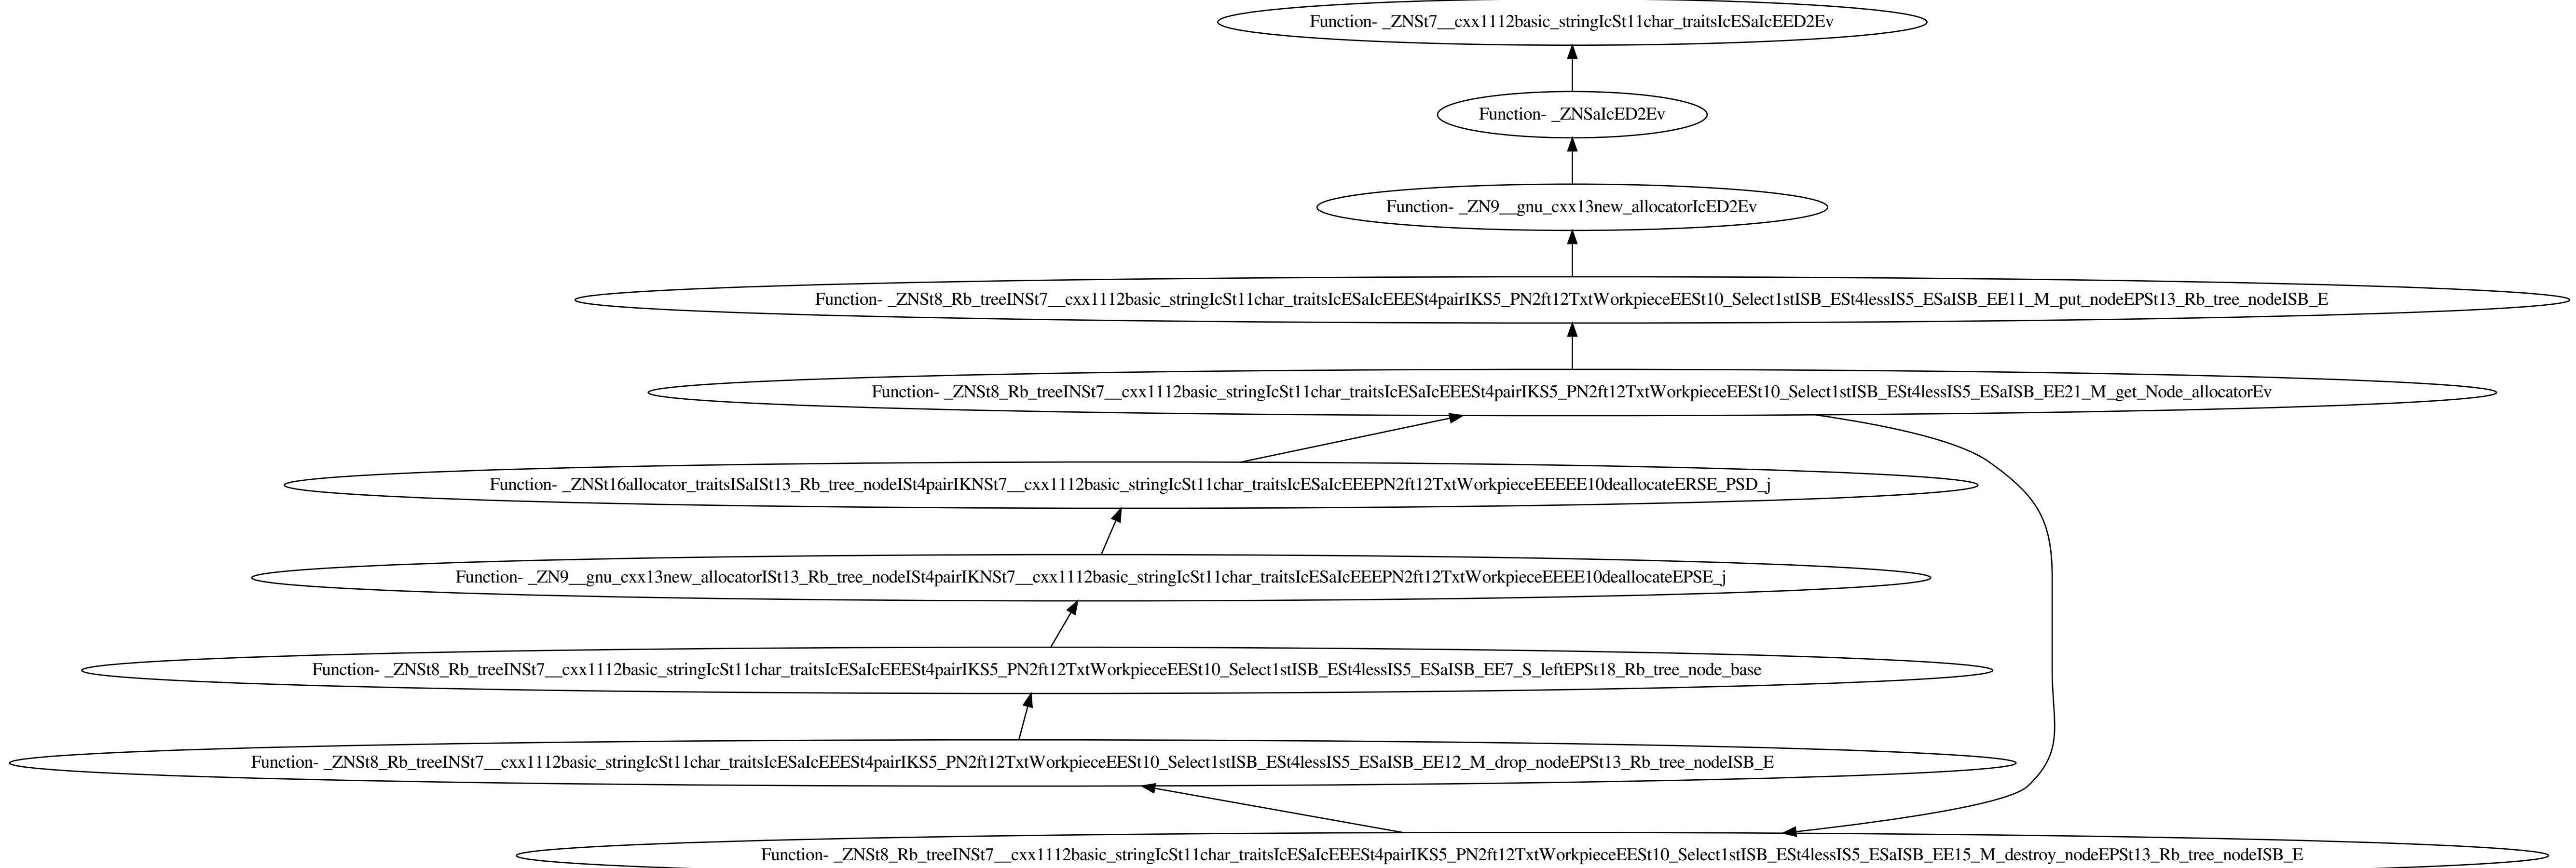 Function- _ZNSt7__cxx1112basic_stringIcSt11char_traitsIcESaIcEED2Ev
Function- _ZNSaIcED2Ev
Function- _ZN9__gnu_cxx13new_allocatorIcED2Ev
Function- _ZNSt8_Rb_treeINSt7__cxx1112basic_stringIcSt11char_traitsIcESaIcEEESt4pairIKS5_PN2ft12TxtWorkpieceEESt10_Select1stISB_ESt4lessIS5_ESaISB_EE11_M_put_nodeEPSt13_Rb_tree_nodeISB_E
Function- _ZNSt8_Rb_treeINSt7__cxx1112basic_stringIcSt11char_traitsIcESaIcEEESt4pairIKS5_PN2ft12TxtWorkpieceEESt10_Select1stISB_ESt4lessIS5_ESaISB_EE21_M_get_Node_allocatorEv
Function- _ZNSt16allocator_traitsISaISt13_Rb_tree_nodeISt4pairIKNSt7__cxx1112basic_stringIcSt11char_traitsIcESaIcEEEPN2ft12TxtWorkpieceEEEEE10deallocateERSE_PSD_j
Function- _ZN9__gnu_cxx13new_allocatorISt13_Rb_tree_nodeISt4pairIKNSt7__cxx1112basic_stringIcSt11char_traitsIcESaIcEEEPN2ft12TxtWorkpieceEEEE10deallocateEPSE_j
Function- _ZNSt8_Rb_treeINSt7__cxx1112basic_stringIcSt11char_traitsIcESaIcEEESt4pairIKS5_PN2ft12TxtWorkpieceEESt10_Select1stISB_ESt4lessIS5_ESaISB_EE7_S_leftEPSt18_Rb_tree_node_base
Function- _ZNSt8_Rb_treeINSt7__cxx1112basic_stringIcSt11char_traitsIcESaIcEEESt4pairIKS5_PN2ft12TxtWorkpieceEESt10_Select1stISB_ESt4lessIS5_ESaISB_EE12_M_drop_nodeEPSt13_Rb_tree_nodeISB_E
Function- _ZNSt8_Rb_treeINSt7__cxx1112basic_stringIcSt11char_traitsIcESaIcEEESt4pairIKS5_PN2ft12TxtWorkpieceEESt10_Select1stISB_ESt4lessIS5_ESaISB_EE15_M_destroy_nodeEPSt13_Rb_tree_nodeISB_E